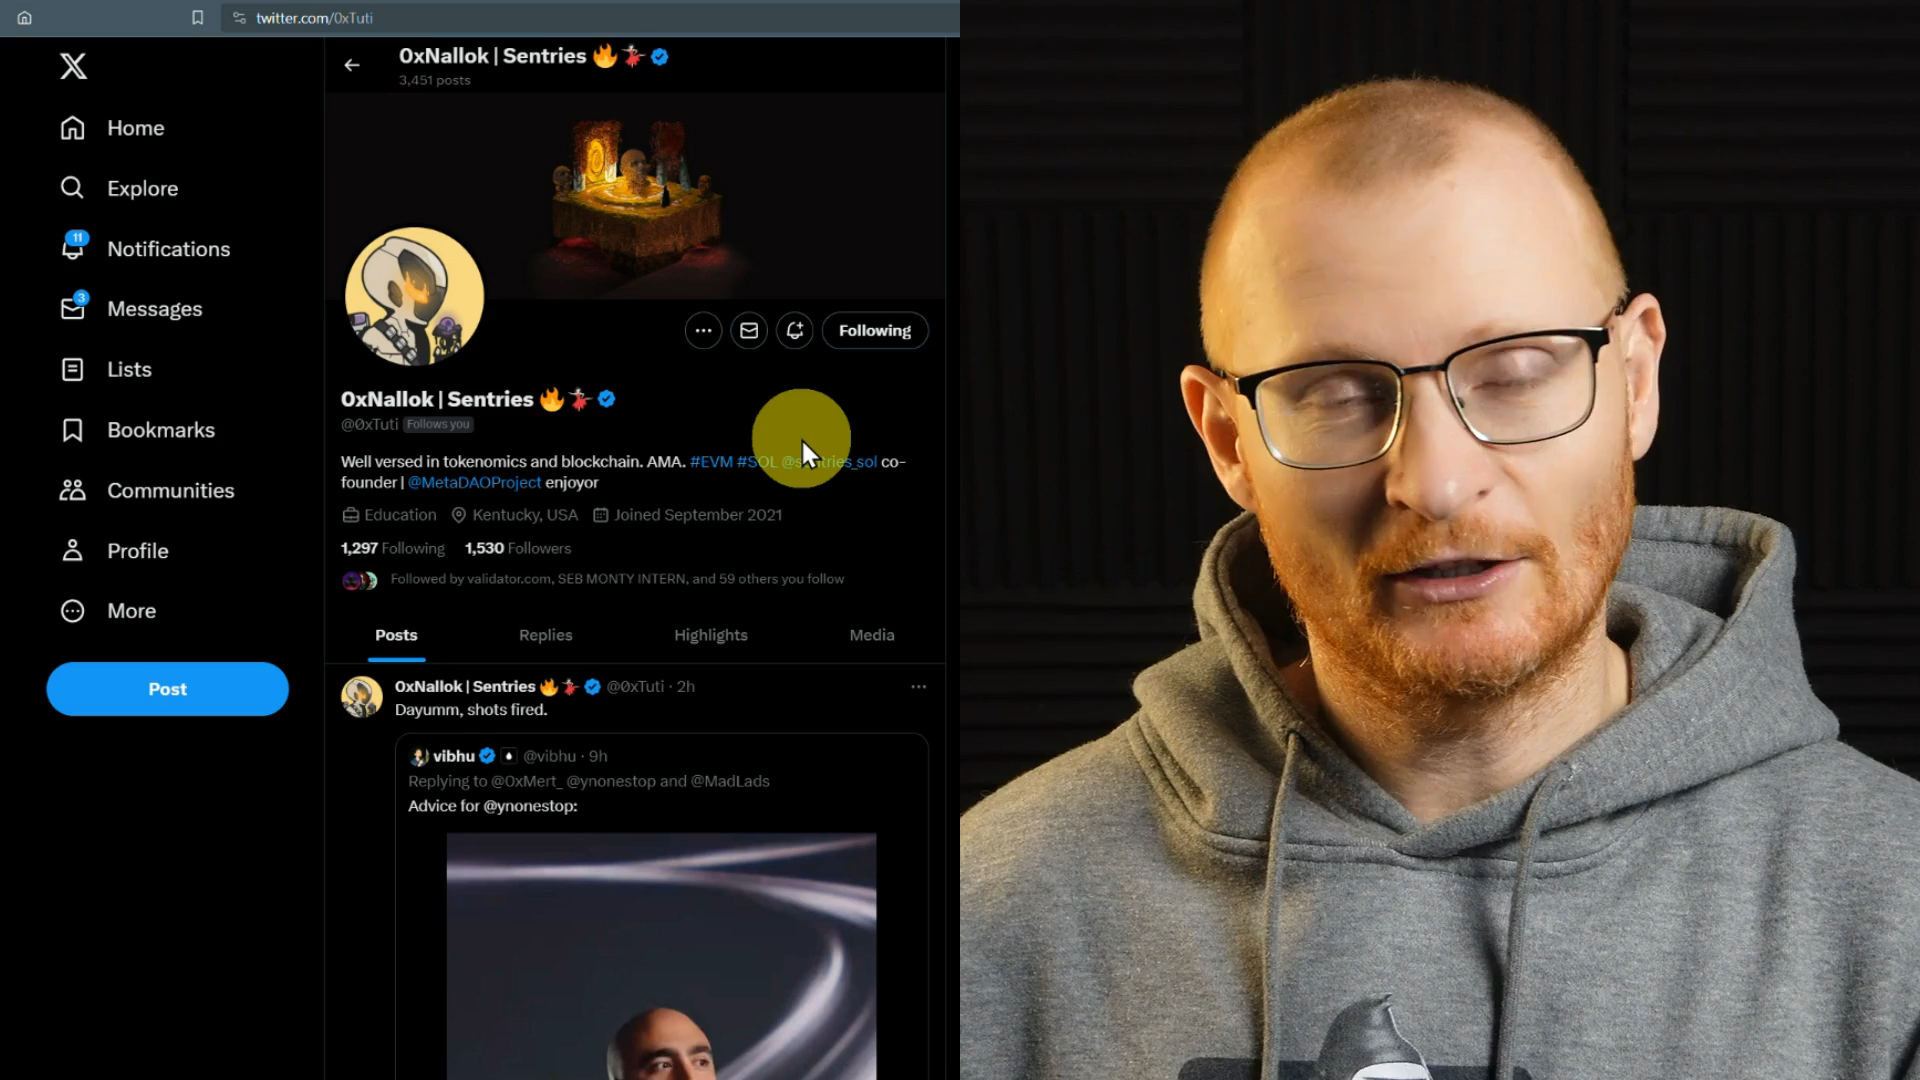 twitter.com/0xTuti
0xNallok | Sentries 🔥💃
3,451 posts
Home
Explore
11
Notifications
3
Messages
Lists
Bookmarks
Communities
Profile
More
Post
Following
0xNallok | Sentries 🔥💃
@0xTuti Follows you
Well versed in tokenomics and blockchain. AMA. #EVM #SOL @sentries_sol co-
founder | @MetaDAOProject enjoyor
Education Kentucky, USA Joined September 2021
1,297 Following 1,530 Followers
Followed by validator.com, SEB MONTY INTERN, and 59 others you follow
Posts Replies Highlights Media
0xNallok | Sentries 🔥💃 @0xTuti · 2h
Dayumm, shots fired.
vibhu @vibhu · 9h
Replying to @0xMert_ @ynonestop and @MadLads
Advice for @ynonestop: